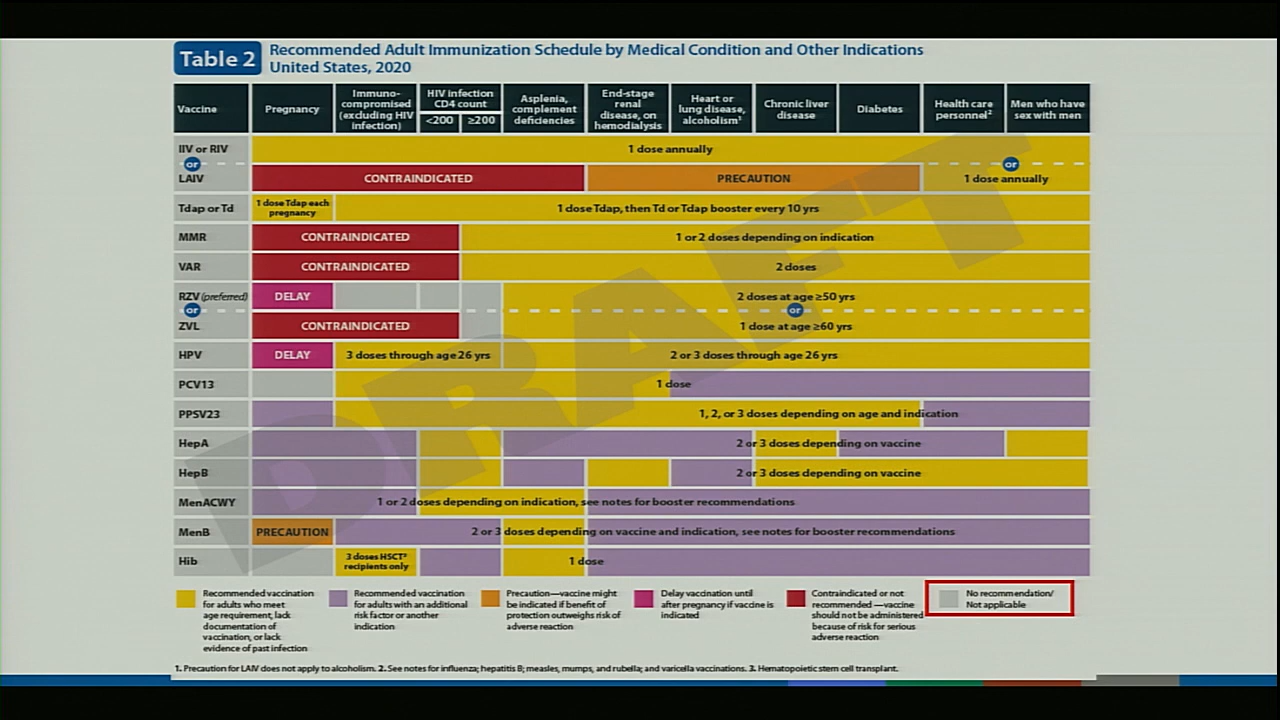 Table 2
Recommended Adult Immunization Schedule by Medical Condition and Other Indications
United States, 2020
Vaccine
Pregnancy
Immuno-
compromised
(excluding HIV
infection)
HIV infection
CD4 count
<200
≥200
Asplenia,
complement
deficiencies
End-stage
renal
disease, on
hemodialysis
Heart or
lung disease,
alcoholism¹
Chronic liver
disease
Diabetes
Health care
personnel²
Men who have
sex with men
IIV or RIV
1 dose annually
or
or
LAIV
CONTRAINDICATED
PRECAUTION
1 dose annually
Tdap or Td
1 dose Tdap each
pregnancy
1 dose Tdap, then Td or Tdap booster every 10 yrs
MMR
CONTRAINDICATED
1 or 2 doses depending on indication
VAR
CONTRAINDICATED
2 doses
RZV (preferred)
DELAY
2 doses at age ≥50 yrs
or
or
ZVL
CONTRAINDICATED
1 dose at age ≥60 yrs
HPV
DELAY
3 doses through age 26 yrs
2 or 3 doses through age 26 yrs
PCV13
1 dose
PPSV23
1, 2, or 3 doses depending on age and indication
HepA
2 or 3 doses depending on vaccine
HepB
2 or 3 doses depending on vaccine
MenACWY
1 or 2 doses depending on indication, see notes for booster recommendations
MenB
PRECAUTION
2 or 3 doses depending on vaccine and indication, see notes for booster recommendations
Hib
3 doses HSCT³
recipients only
1 dose
DRAFT
Recommended vaccination
for adults who meet
age requirement, lack
documentation of
vaccination, or lack
evidence of past infection
Recommended vaccination
for adults with an additional
risk factor or another
indication
Precaution—vaccine might
be indicated if benefit of
protection outweighs risk of
adverse reaction
Delay vaccination until
after pregnancy if vaccine is
indicated
Contraindicated or not
recommended —vaccine
should not be administered
because of risk for serious
adverse reaction
No recommendation/
Not applicable
1. Precaution for LAIV does not apply to alcoholism. 2. See notes for influenza; hepatitis B; measles, mumps, and rubella; and varicella vaccinations. 3. Hematopoietic stem cell transplant.